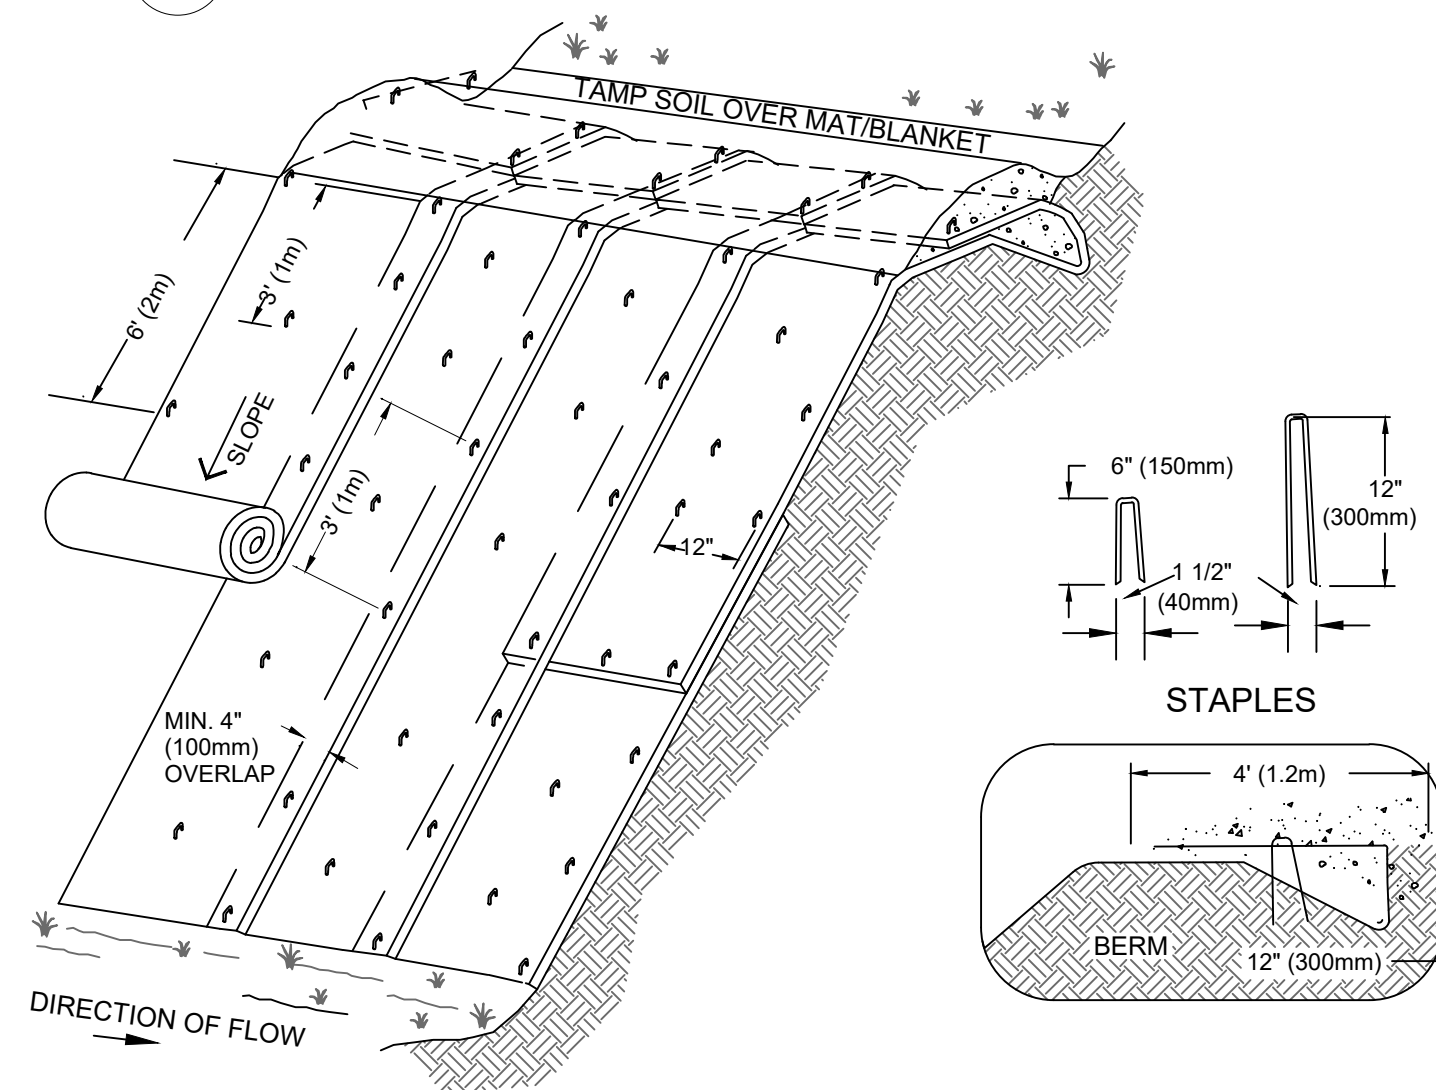 TAMP SOIL OVER MAT/BLANKET
6' (2m)
3' (1m)
SLOPE
3' (1m)
12"
MIN. 4"
(100mm)
OVERLAP
DIRECTION OF FLOW
6" (150mm)
12"
(300mm)
1 1/2"
(40mm)
STAPLES
4' (1.2m)
BERM
12" (300mm)